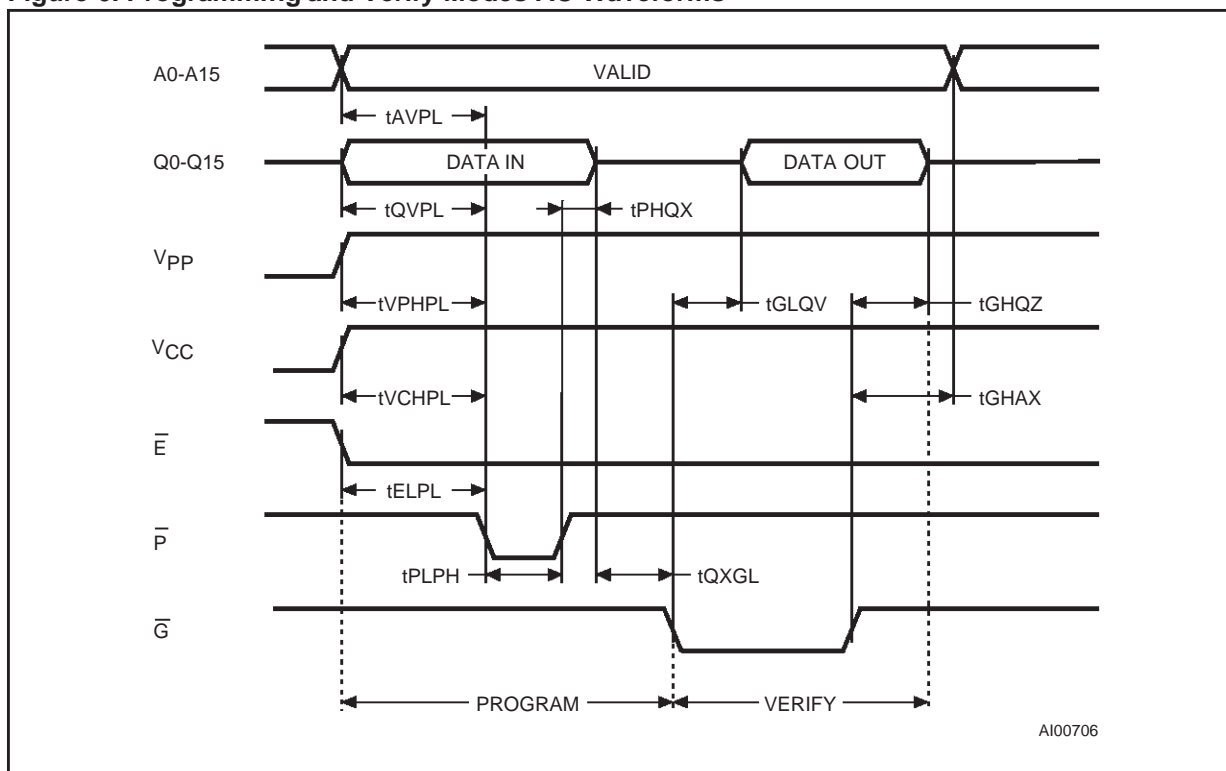 Figure 6. Programming and Verify Modes AC Waveforms
A0-A15
VALID
tAVPL
Q0-Q15
DATA IN
DATA OUT
tQVPL
tPHQX
VPP
tVPHPL
tGLQV
tGHQZ
VCC
tVCHPL
tGHAX
E̅
tELPL
P̅
tPLPH
tQXGL
G̅
PROGRAM
VERIFY
AI00706